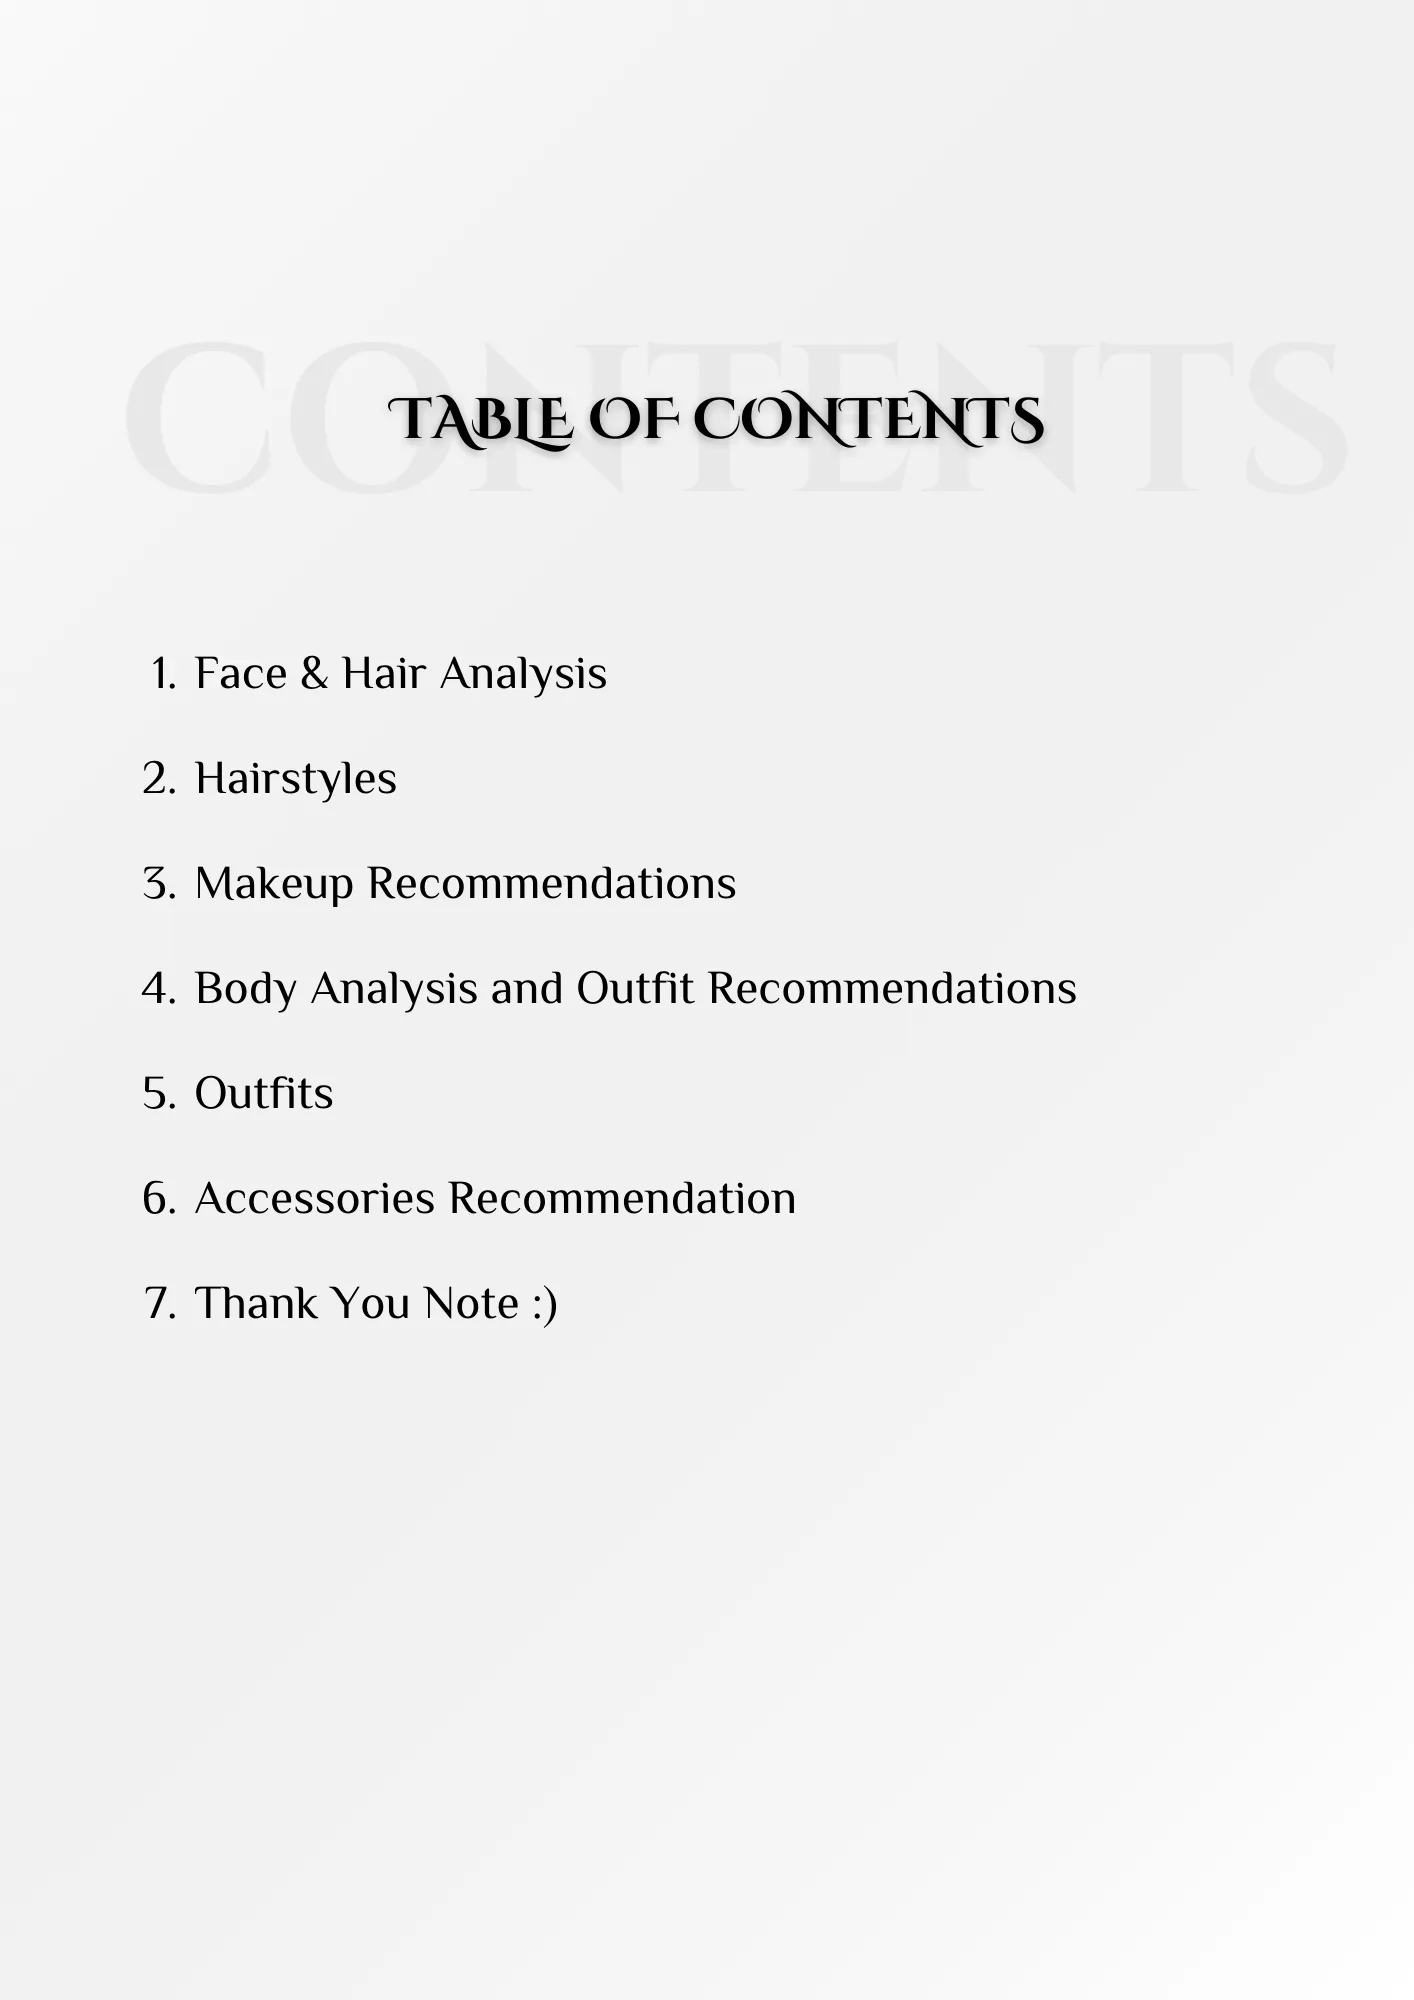 CONTENTS
TABLE OF CONTENTS
1. Face & Hair Analysis
2. Hairstyles
3. Makeup Recommendations
4. Body Analysis and Outfit Recommendations
5. Outfits
6. Accessories Recommendation
7. Thank You Note :)